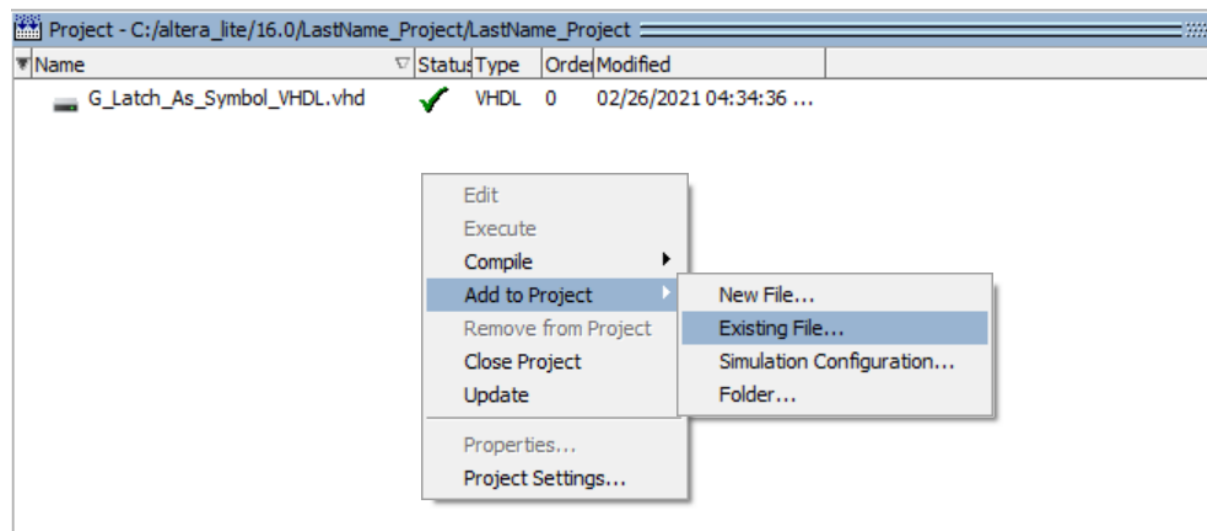 Project - C:/altera_lite/16.0/LastName_Project/LastName_Project
Name Status Type Order Modified
G_Latch_As_Symbol_VHDL.vhd VHDL 0 02/26/2021 04:34:36 ...
Edit
Execute
Compile
Add to Project New File...
Remove from Project Existing File...
Close Project Simulation Configuration...
Update Folder...
Properties...
Project Settings...